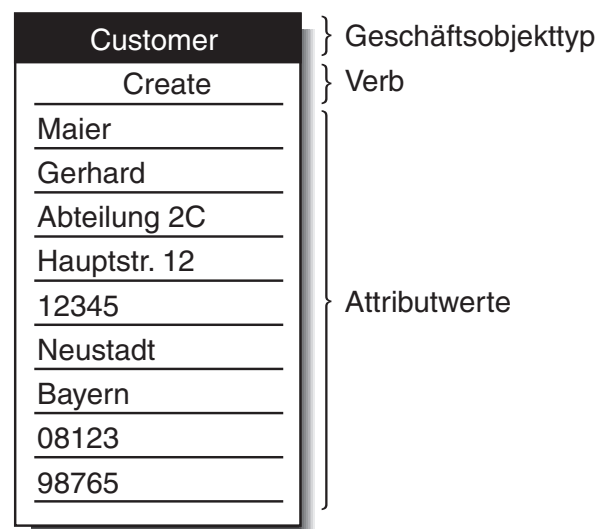 Customer
Geschäftsobjekttyp
Create
Verb
Maier
Gerhard
Abteilung 2C
Hauptstr. 12
12345
Attributwerte
Neustadt
Bayern
08123
98765